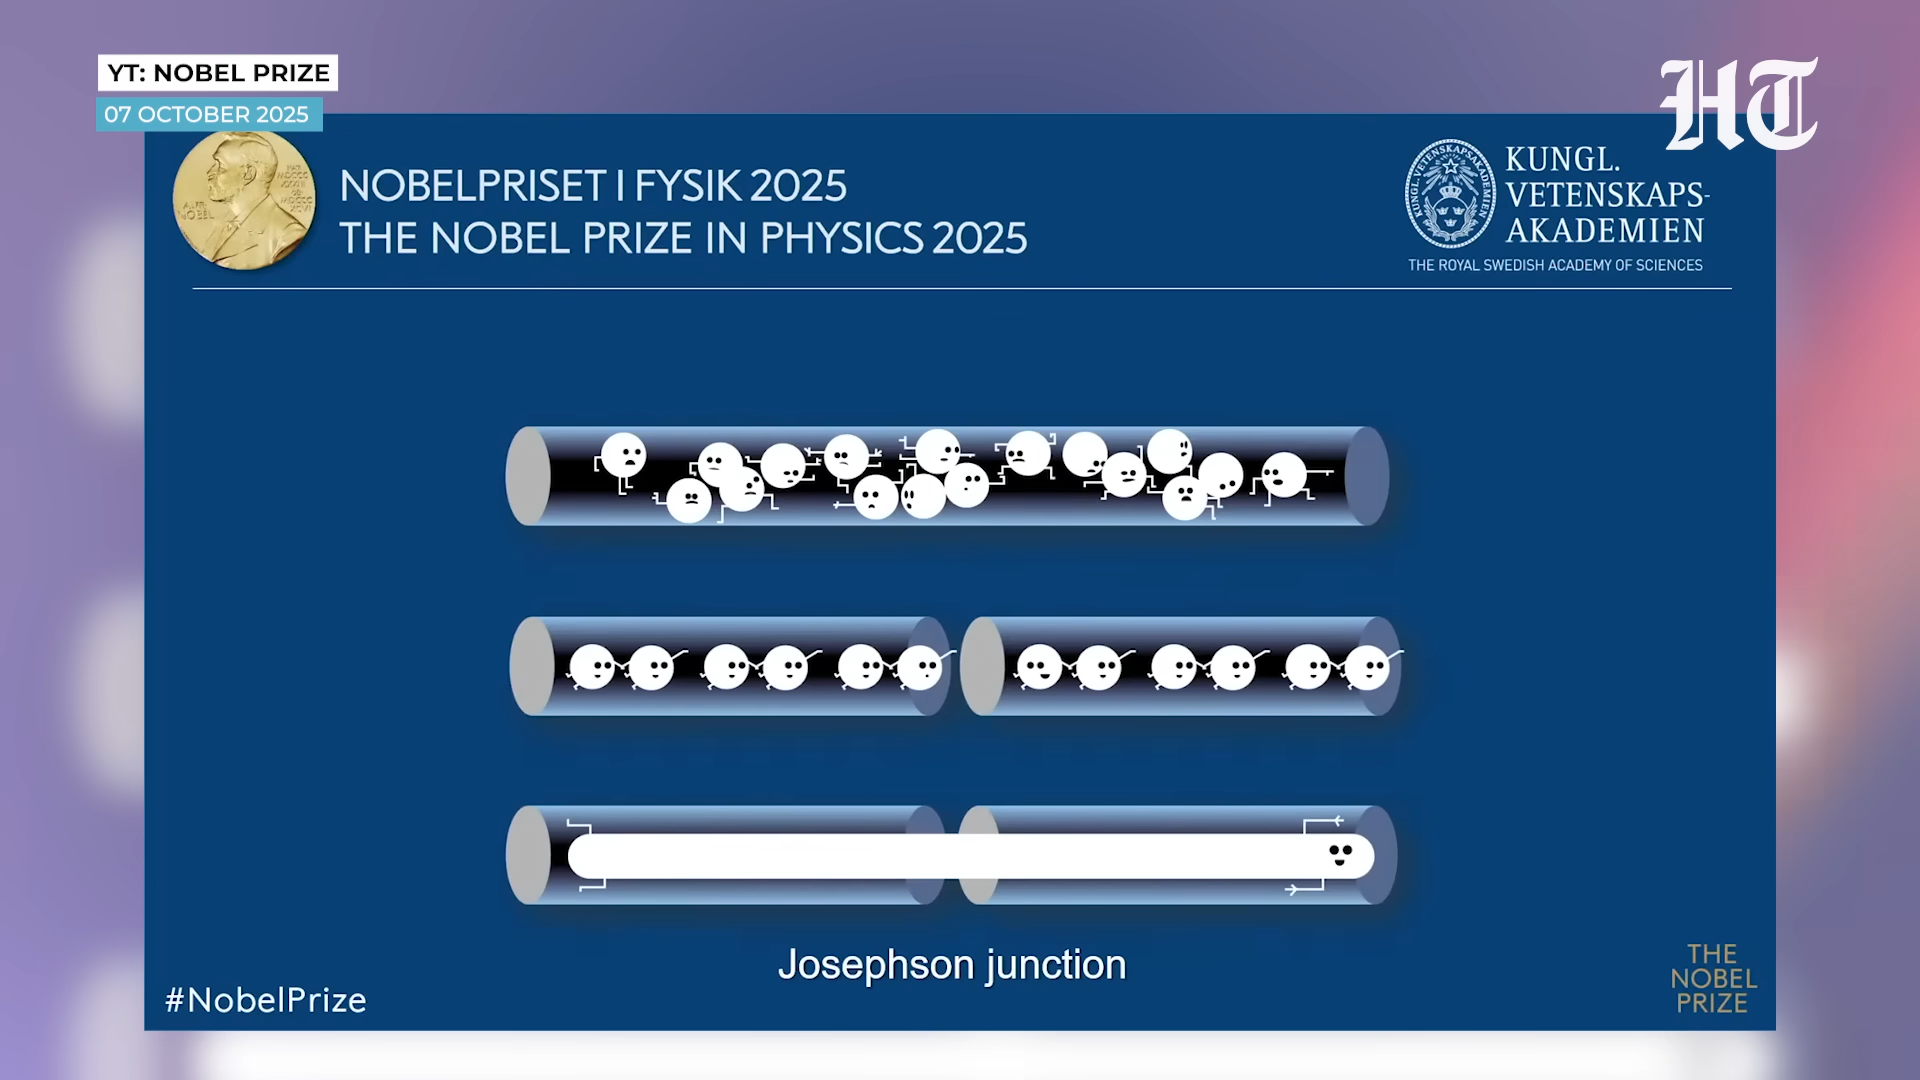 YT: NOBEL PRIZE
07 OCTOBER 2025
HT
NOBELPRISET I FYSIK 2025
THE NOBEL PRIZE IN PHYSICS 2025
KUNGL.
VETENSKAPS-
AKADEMIEN
THE ROYAL SWEDISH ACADEMY OF SCIENCES
Josephson junction
#NobelPrize
THE
NOBEL
PRIZE